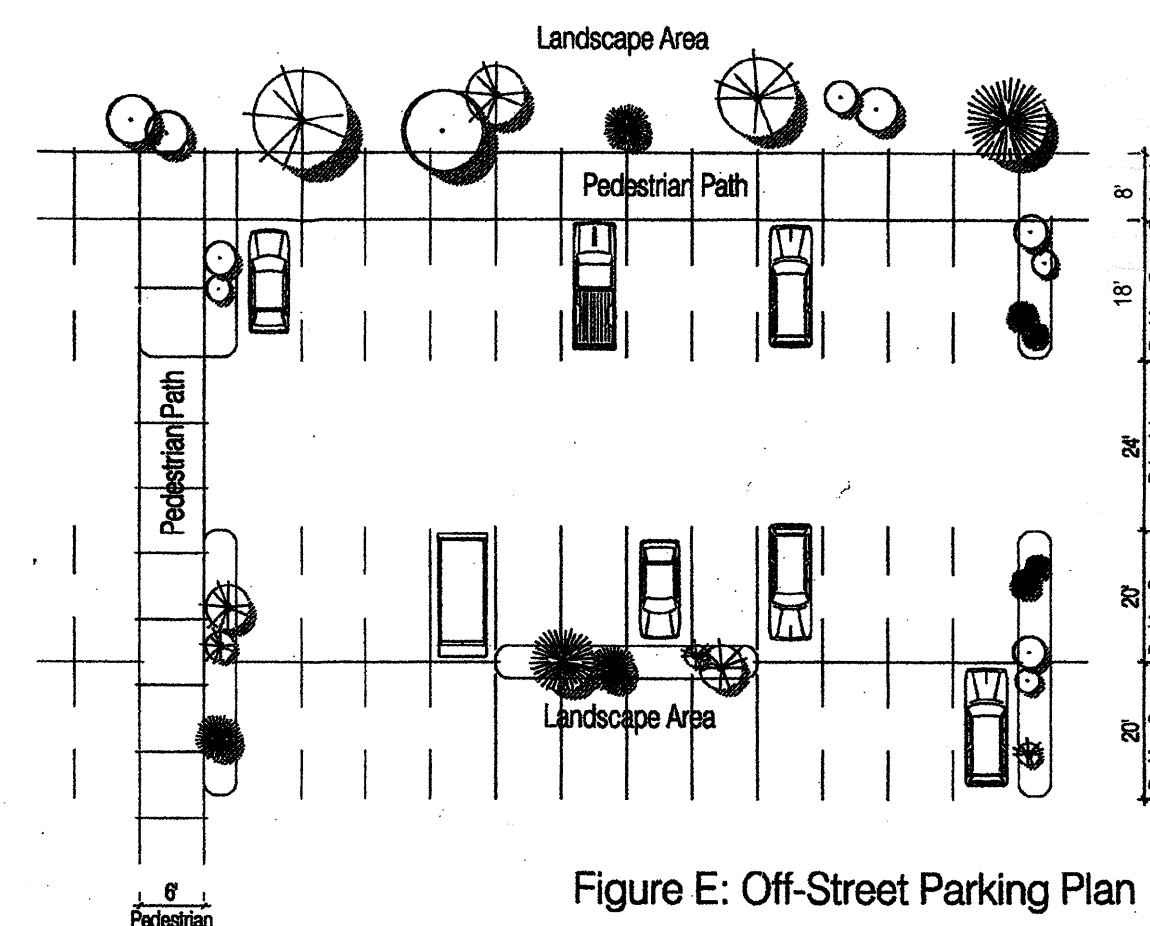 Landscape Area
Pedestrian Path
8'
18'
Pedestrian Path
24'
20'
Landscape Area
20'
6'
Pedestrian
Figure E: Off-Street Parking Plan